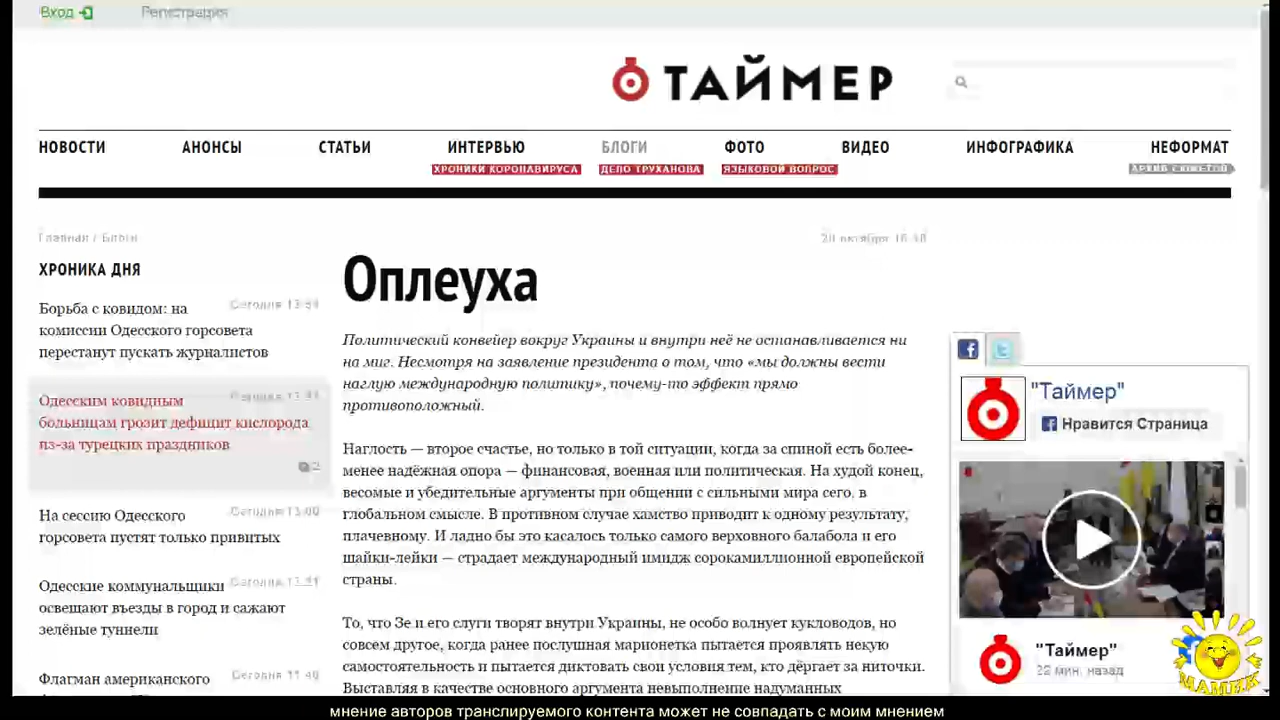 Вход
Регистрация
ТАЙМЕР
НОВОСТИ АНОНСЫ СТАТЬИ ИНТЕРВЬЮ БЛОГИ ФОТО ВИДЕО ИНФОГРАФИКА НЕФОРМАТ
ХРОНИКИ КОРОНАВИРУСА ДЕЛО ТРУХАНОВА ЯЗЫКОВОЙ ВОПРОС
Главная / Блоги
ХРОНИКА ДНЯ
Борьба с ковидом: на
Сегодня
комиссии Одесского горсовета
перестанут пускать журналистов
Одесским ковидным
больницам грозит дефицит кислорода
из-за турецких праздников
2
На сессию Одесского
Сегодня 13:00
горсовета пустят только привитых
Одесские коммунальщики
Сегодня
освещают въезды в город и сажают
зелёные туннели
Флагман американского
Сегодня
Оплеуха
Политический конвейер вокруг Украины и внутри неё не останавливается ни
на миг. Несмотря на заявление президента о том, что «мы должны вести
наглую международную политику», почему-то эффект прямо
противоположный.
Наглость — второе счастье, но только в той ситуации, когда за спиной есть более-
менее надёжная опора — финансовая, военная или политическая. На худой конец,
весомые и убедительные аргументы при общении с сильными мира сего, в
глобальном смысле. В противном случае хамство приводит к одному результату,
плачевному. И ладно бы это касалось только самого верховного балабола и его
шайки-лейки — страдает международный имидж сорокамиллионной европейской
страны.
То, что Зе и его слуги творят внутри Украины, не особо волнует кукловодов, но
совсем другое, когда ранее послушная марионетка пытается проявлять некую
самостоятельность и пытается диктовать свои условия тем, кто дёргает за ниточки.
Выставляя в качестве основного аргумента невыполнение надуманных
"Таймер"
Нравится Страница
"Таймер"
22 мин. назад
МАМИК
мнение авторов транслируемого контента может не совпадать с моим мнением